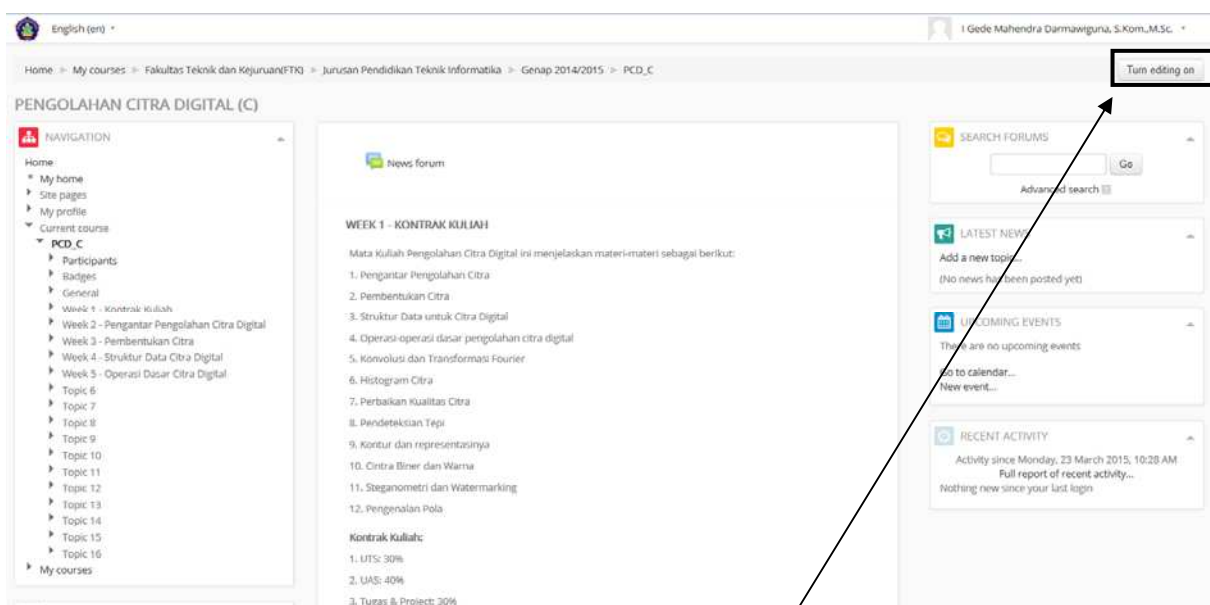 English (en)
I Gede Mahendra Darmawiguna, S.Kom.,M.Sc.
Home My courses Fakultas Teknik dan Kejuruan(FTK) Jurusan Pendidikan Teknik Informatika Genap 2014/2015 PCD_C
Turn editing on
PENGOLAHAN CITRA DIGITAL (C)
NAVIGATION
Home
My home
Site pages
My profile
Current course
PCD_C
Participants
Badges
General
Week 1 - Kontrak Kuliah
Week 2 - Pengantar Pengolahan Citra Digital
Week 3 - Pembentukan Citra
Week 4 - Struktur Data Citra Digital
Week 5 - Operasi Dasar Citra Digital
Topic 6
Topic 7
Topic 8
Topic 9
Topic 10
Topic 11
Topic 12
Topic 13
Topic 14
Topic 15
Topic 16
My courses
News forum
WEEK 1 - KONTRAK KULIAH
Mata Kuliah Pengolahan Citra Digital ini menjelaskan materi-materi sebagai berikut:
1. Pengantar Pengolahan Citra
2. Pembentukan Citra
3. Struktur Data untuk Citra Digital
4. Operasi-operasi dasar pengolahan citra digital
5. Konvolusi dan Transformasi Fourier
6. Histogram Citra
7. Perbaikan Kualitas Citra
8. Pendeteksian Tepi
9. Kontur dan representasinya
10. Cintra Biner dan Warna
11. Steganometri dan Watermarking
12. Pengenalan Pola
Kontrak Kuliah:
1. UTS: 30%
2. UAS: 40%
3. Tugas & Project: 30%
SEARCH FORUMS
Go
Advanced search
LATEST NEWS
Add a new topic...
(No news has been posted yet)
UPCOMING EVENTS
There are no upcoming events
Go to calendar...
New event...
RECENT ACTIVITY
Activity since Monday, 23 March 2015, 10:28 AM
Full report of recent activity...
Nothing new since your last login